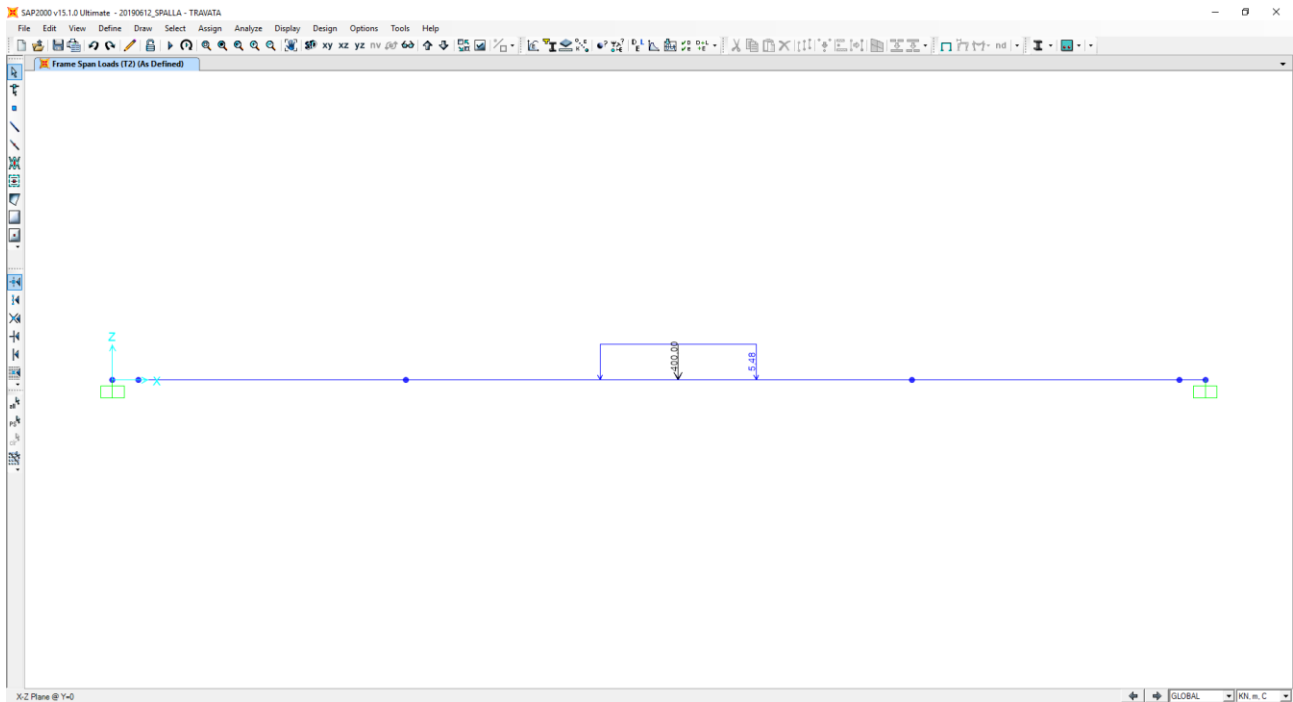 SAP2000 v15.1.0 Ultimate - 20190612_SPALLA - TRAVATA
File Edit View Define Draw Select Assign Analyze Display Design Options Tools Help
xy xz yz nv nd
Frame Span Loads (T2) (As Defined)
Z
X
400.00
5.48
X-Z Plane @ Y=0
GLOBAL
KN, m, C